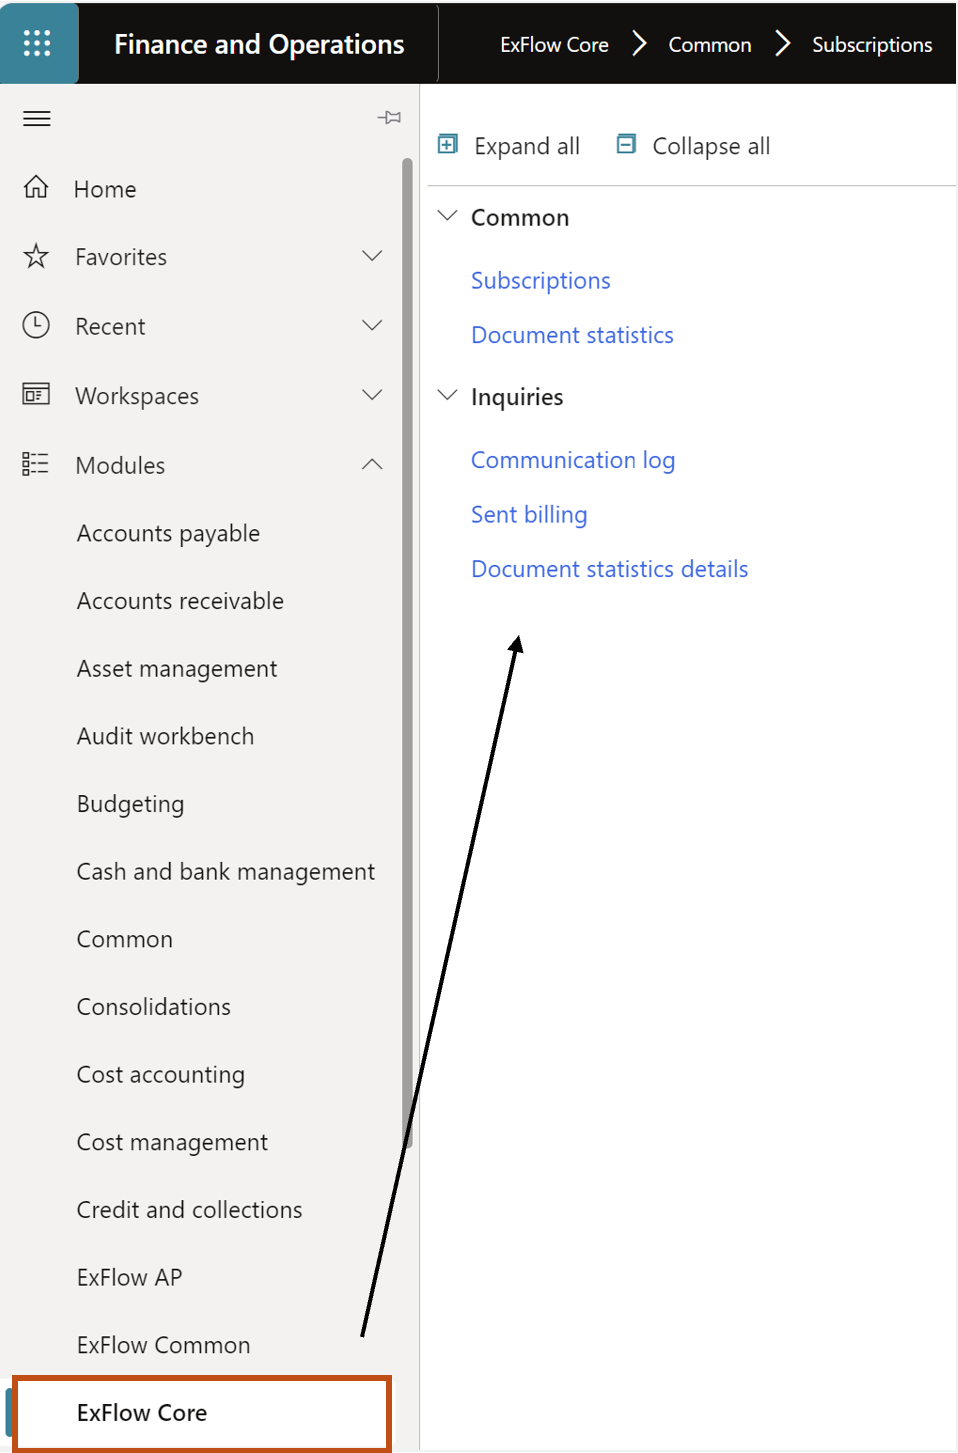 Finance and Operations
ExFlow Core > Common > Subscriptions
Home
Favorites
Recent
Workspaces
Modules
Accounts payable
Accounts receivable
Asset management
Audit workbench
Budgeting
Cash and bank management
Common
Consolidations
Cost accounting
Cost management
Credit and collections
ExFlow AP
ExFlow Common
ExFlow Core
Expand all
Collapse all
Common
Subscriptions
Document statistics
Inquiries
Communication log
Sent billing
Document statistics details